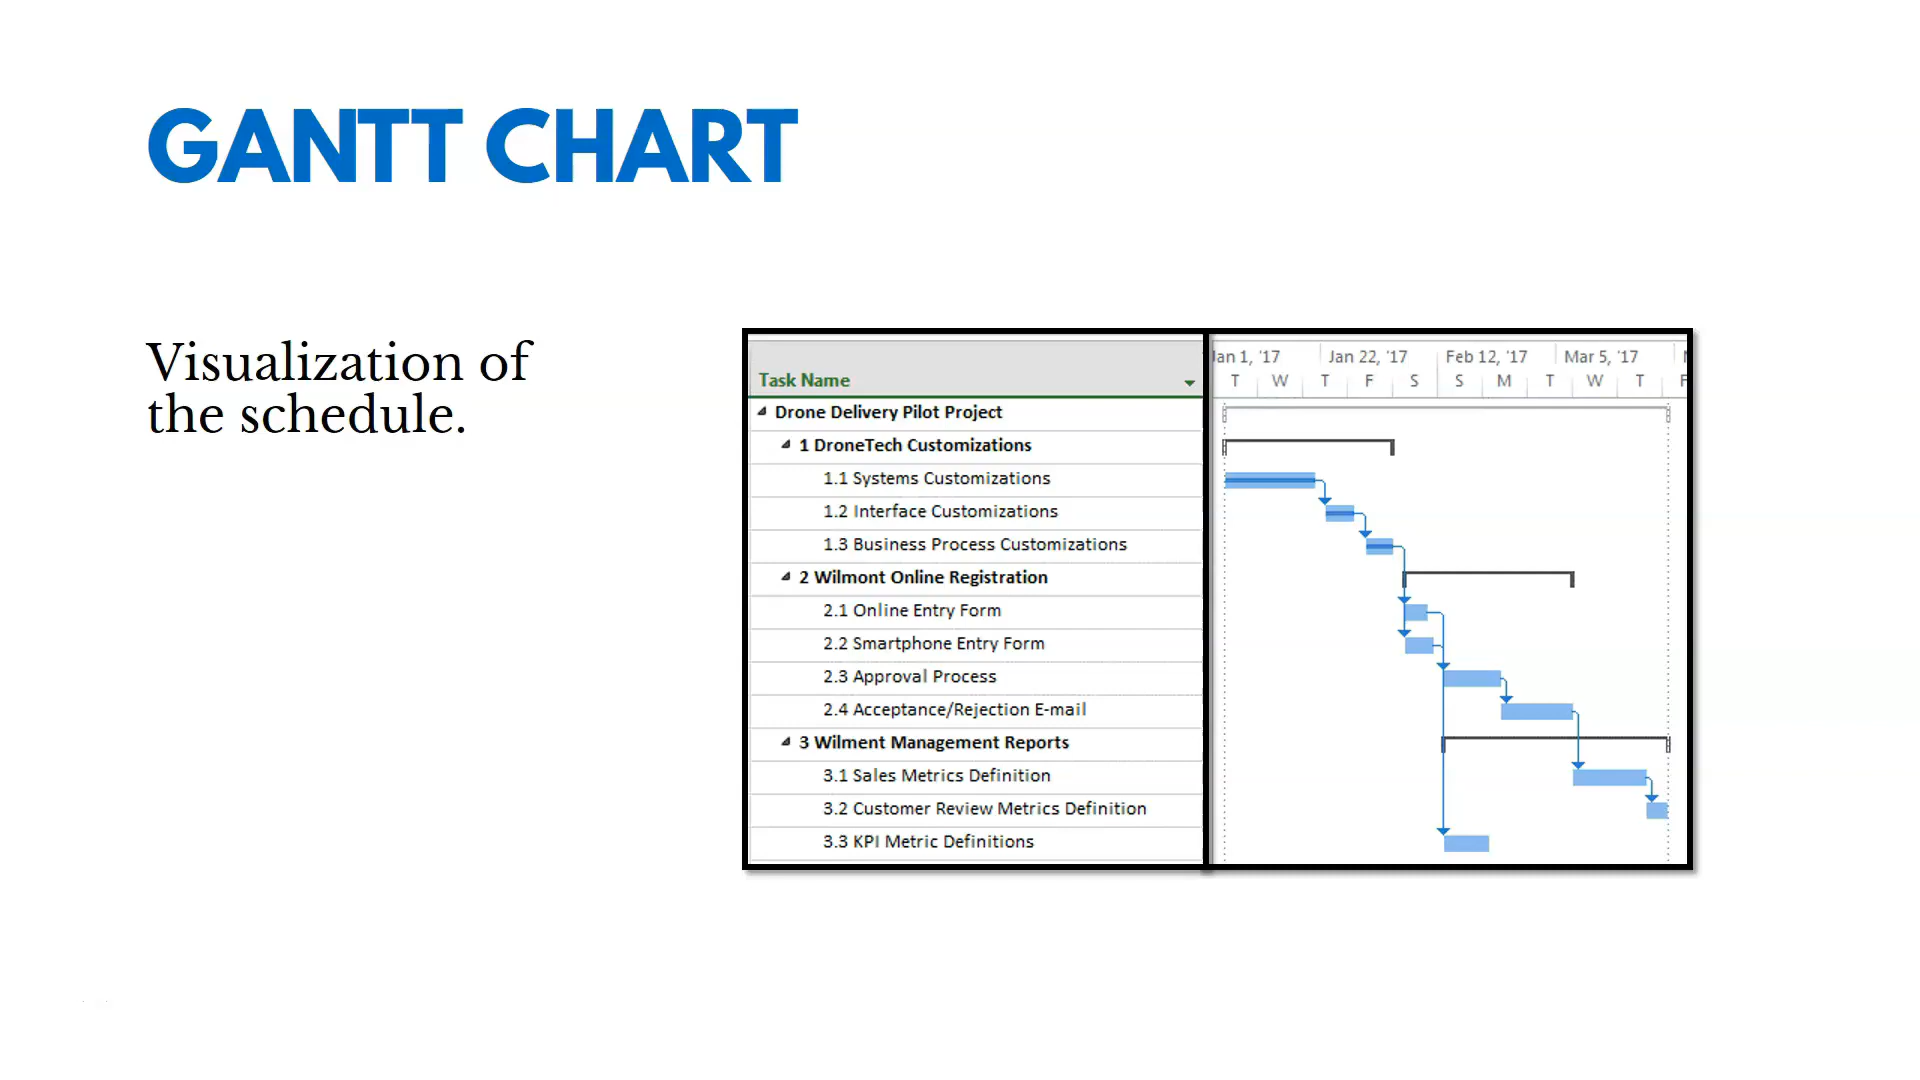 GANTT CHART
Visualization of
the schedule.
Task Name
Drone Delivery Pilot Project
1 DroneTech Customizations
1.1 Systems Customizations
1.2 Interface Customizations
1.3 Business Process Customizations
2 Wilmont Online Registration
2.1 Online Entry Form
2.2 Smartphone Entry Form
2.3 Approval Process
2.4 Acceptance/Rejection E-mail
3 Wilment Management Reports
3.1 Sales Metrics Definition
3.2 Customer Review Metrics Definition
3.3 KPI Metric Definitions
Jan 1, '17 Jan 22, '17 Feb 12, '17 Mar 5, '17
T W T F S S M T W T F